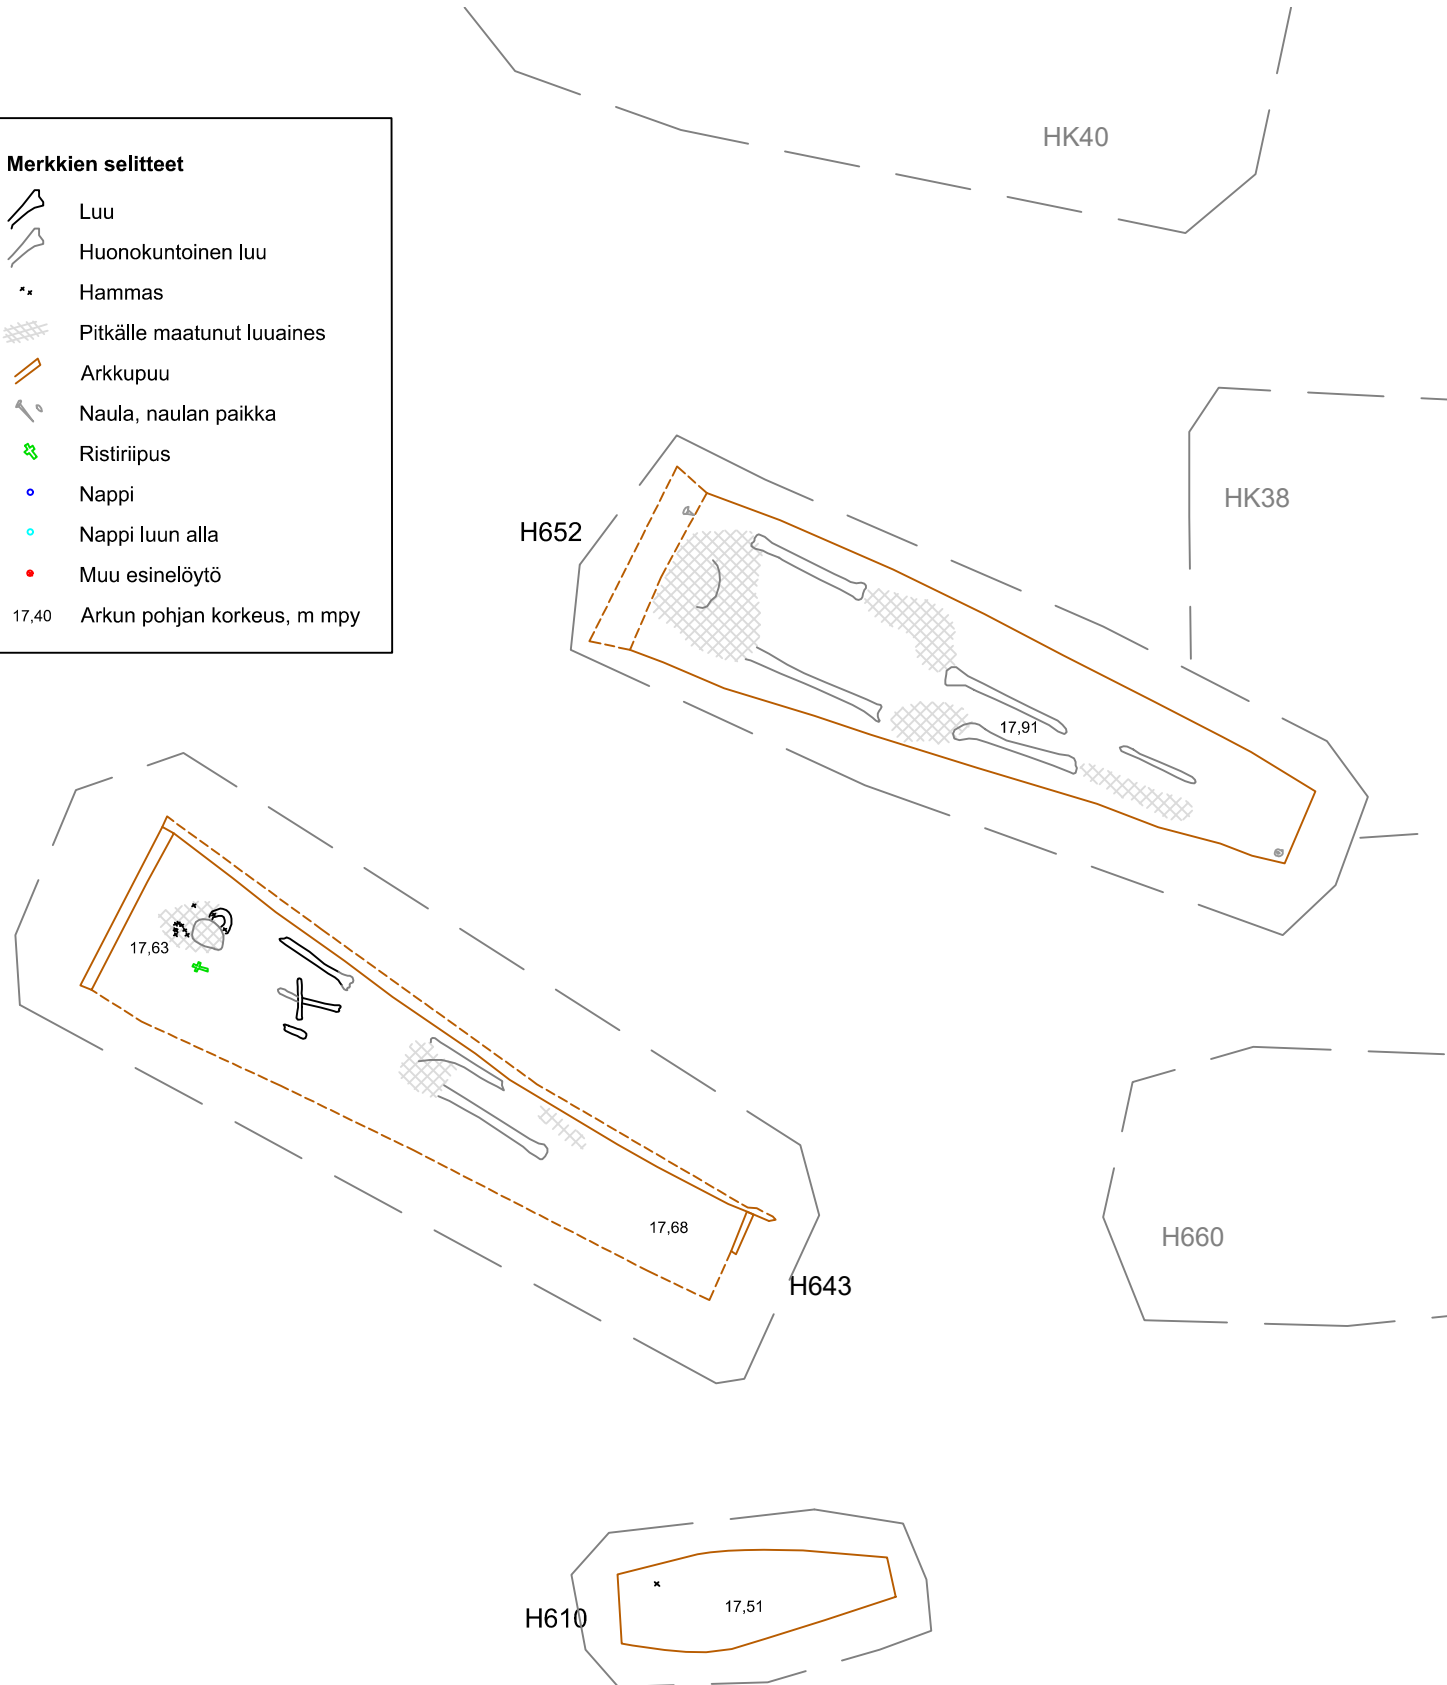 HK40
Merkkien selitteet
Luu
Huonokuntoinen luu
Hammas
Pitkälle maatunut luuaines
Arkkupuu
Naula, naulan paikka
Ristiriipus
Nappi
Nappi luun alla
Muu esinelöytö
17,40 Arkun pohjan korkeus, m mpy
HK38
H652
17,91
17,63
17,68
H660
H643
17,51
H610